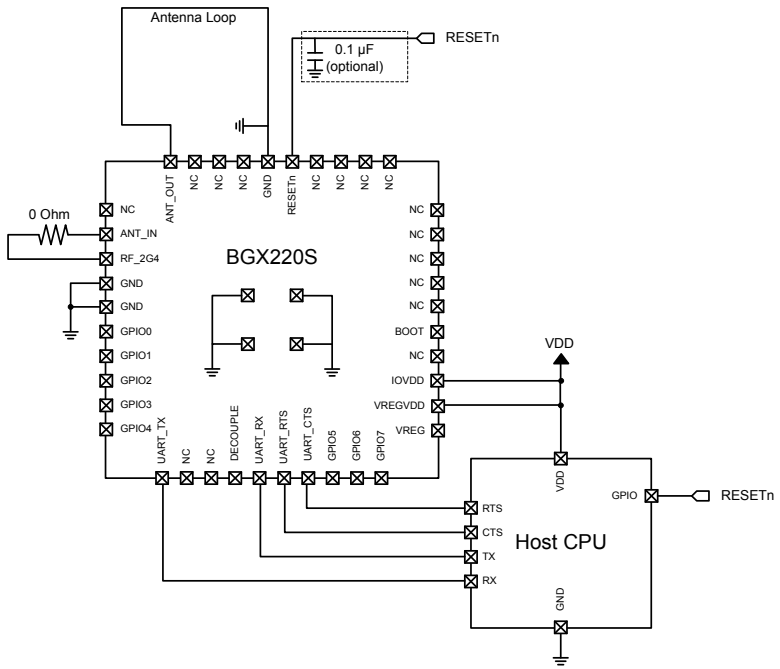 Antenna Loop
RESETn
0.1 µF
(optional)
ANT_OUT
NC
NC
NC
GND
RESETn
NC
NC
NC
NC
0 Ohm
NC
ANT_IN
RF_2G4
GND
GND
GPIO0
GPIO1
GPIO2
GPIO3
GPIO4
BGX220S
NC
NC
NC
NC
NC
BOOT
NC
IOVDD
VREGVDD
VREG
VDD
UART_TX
NC
NC
DECOUPLE
UART_RX
UART_RTS
UART_CTS
GPIO5
GPIO6
GPIO7
VDD
GPIO
RESETn
RTS
CTS
TX
RX
Host CPU
GND